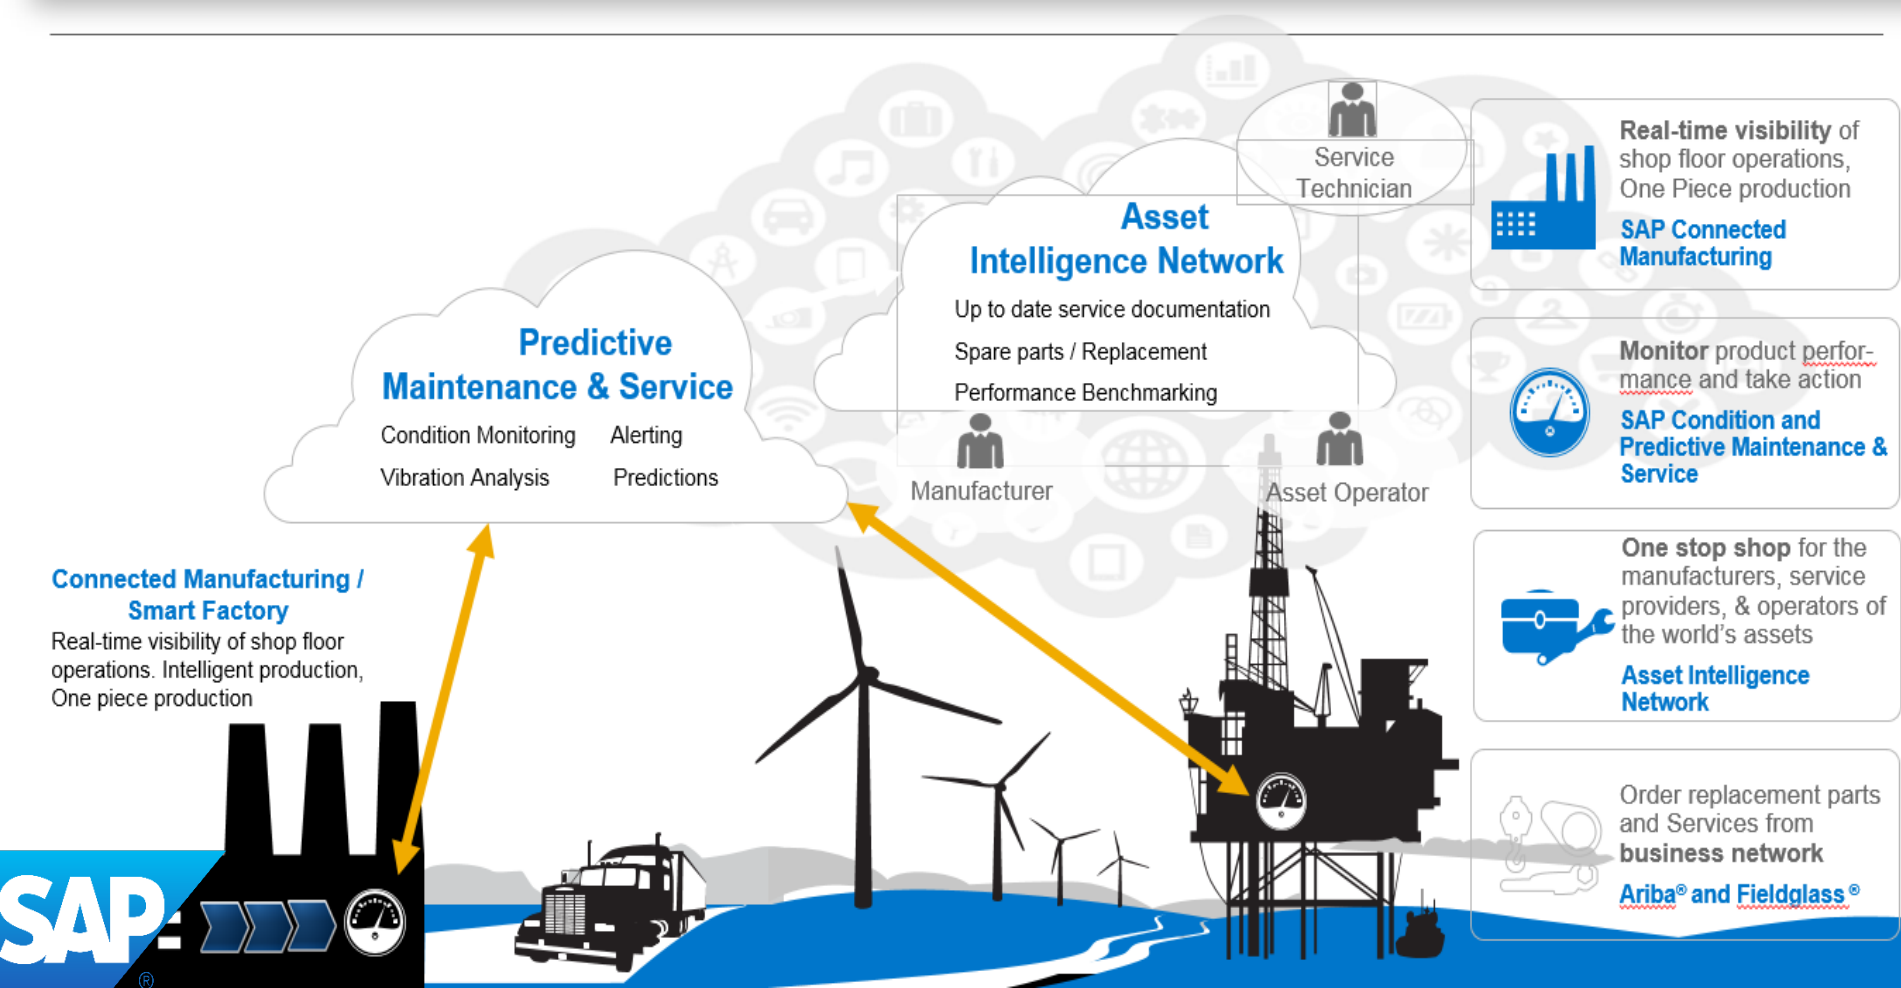 Service
Technician
Asset
Intelligence Network
Up to date service documentation
Spare parts / Replacement
Performance Benchmarking
Manufacturer
Asset Operator
Predictive
Maintenance & Service
Condition Monitoring Alerting
Vibration Analysis Predictions
Connected Manufacturing /
Smart Factory
Real-time visibility of shop floor
operations. Intelligent production,
One piece production
SAP
®
Real-time visibility of
shop floor operations,
One Piece production
SAP Connected
Manufacturing
Monitor product perfor-
mance and take action
SAP Condition and
Predictive Maintenance &
Service
One stop shop for the
manufacturers, service
providers, & operators of
the world's assets
Asset Intelligence
Network
Order replacement parts
and Services from
business network
Ariba® and Fieldglass ®